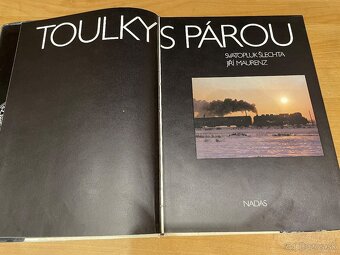 TOULKY S PÁROU
SVATOPLUK ŠLECHTA
JIŘÍ MAURENZ
NADAS